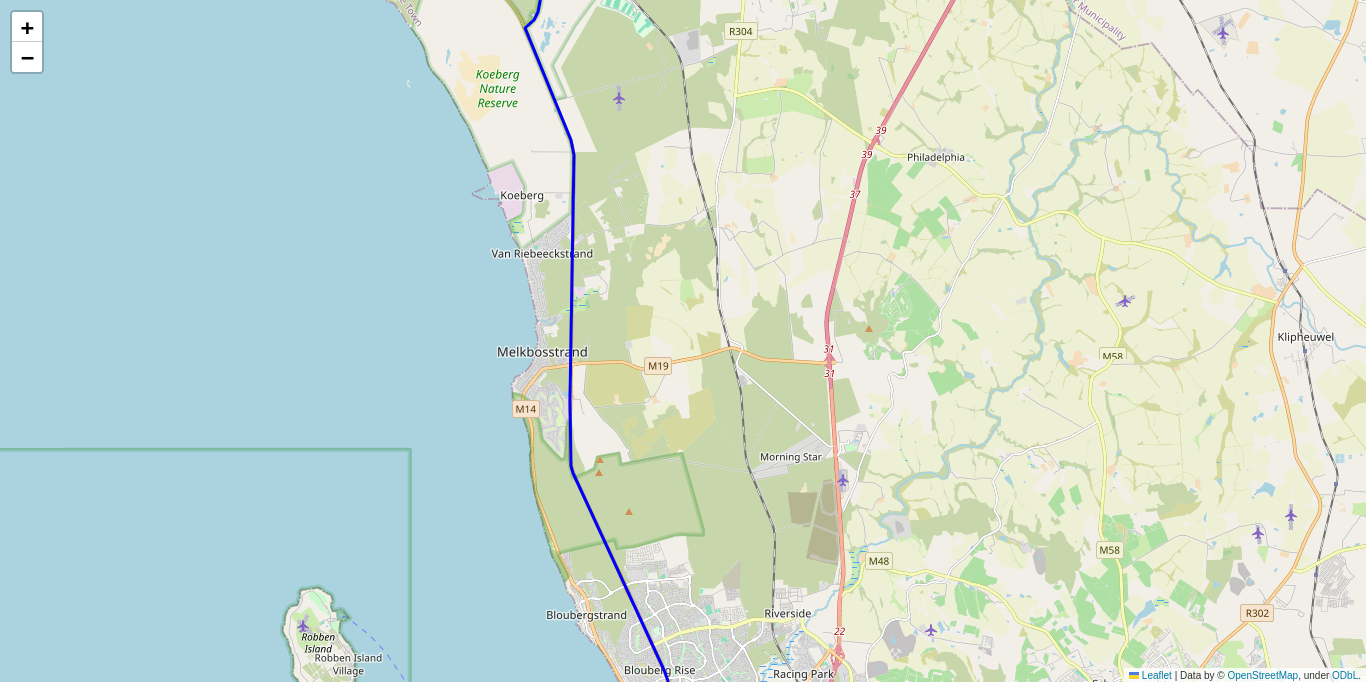 +
−
Town
Municipality
R304
Koeberg
Nature
Reserve
39
39
Philadelphia
37
Koeberg
Van Riebeeckstrand
Klipheuwel
31
Melkbosstrand
M58
M19
31
M14
Morning Star
M58
M48
Bloubergstrand
Riverside
R302
22
Robben
Island
Robben Island
Village
Blouberg Rise
Racing Park
Leaflet | Data by © OpenStreetMap, under ODbL.